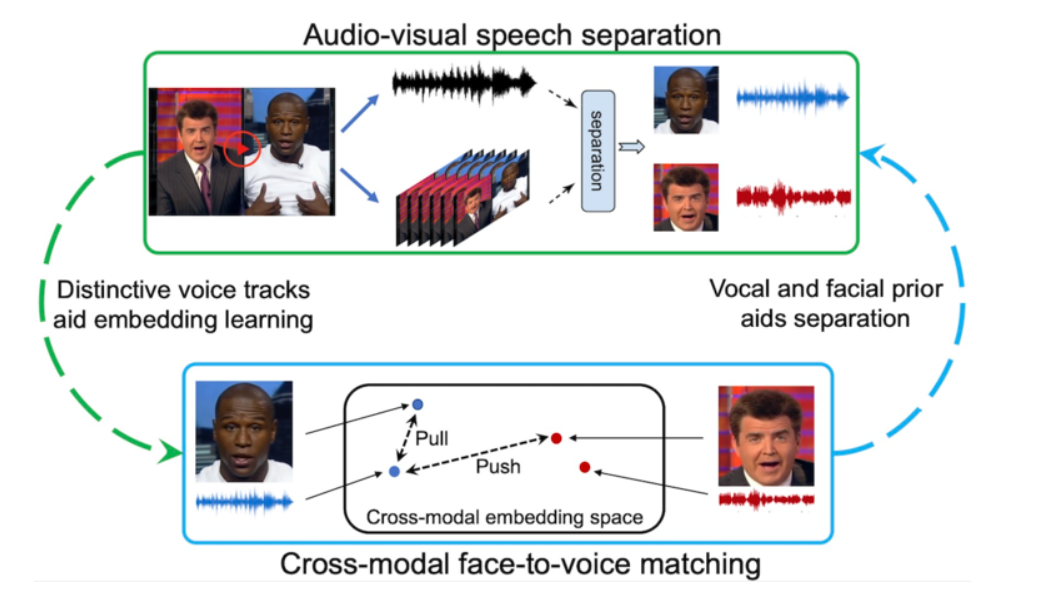 Audio-visual speech separation
separation
Distinctive voice tracks
aid embedding learning
Vocal and facial prior
aids separation
Pull
Push
Cross-modal embedding space
Cross-modal face-to-voice matching